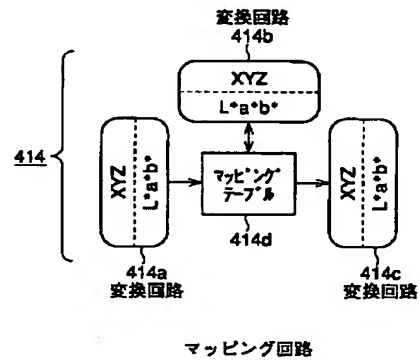 変換回路
414b
XYZ
L*a*b*
414
XYZ
L*a*b*
マッピング
テーブル
XYZ
L*a*b*
414d
414a
変換回路
414c
変換回路
マッピング回路